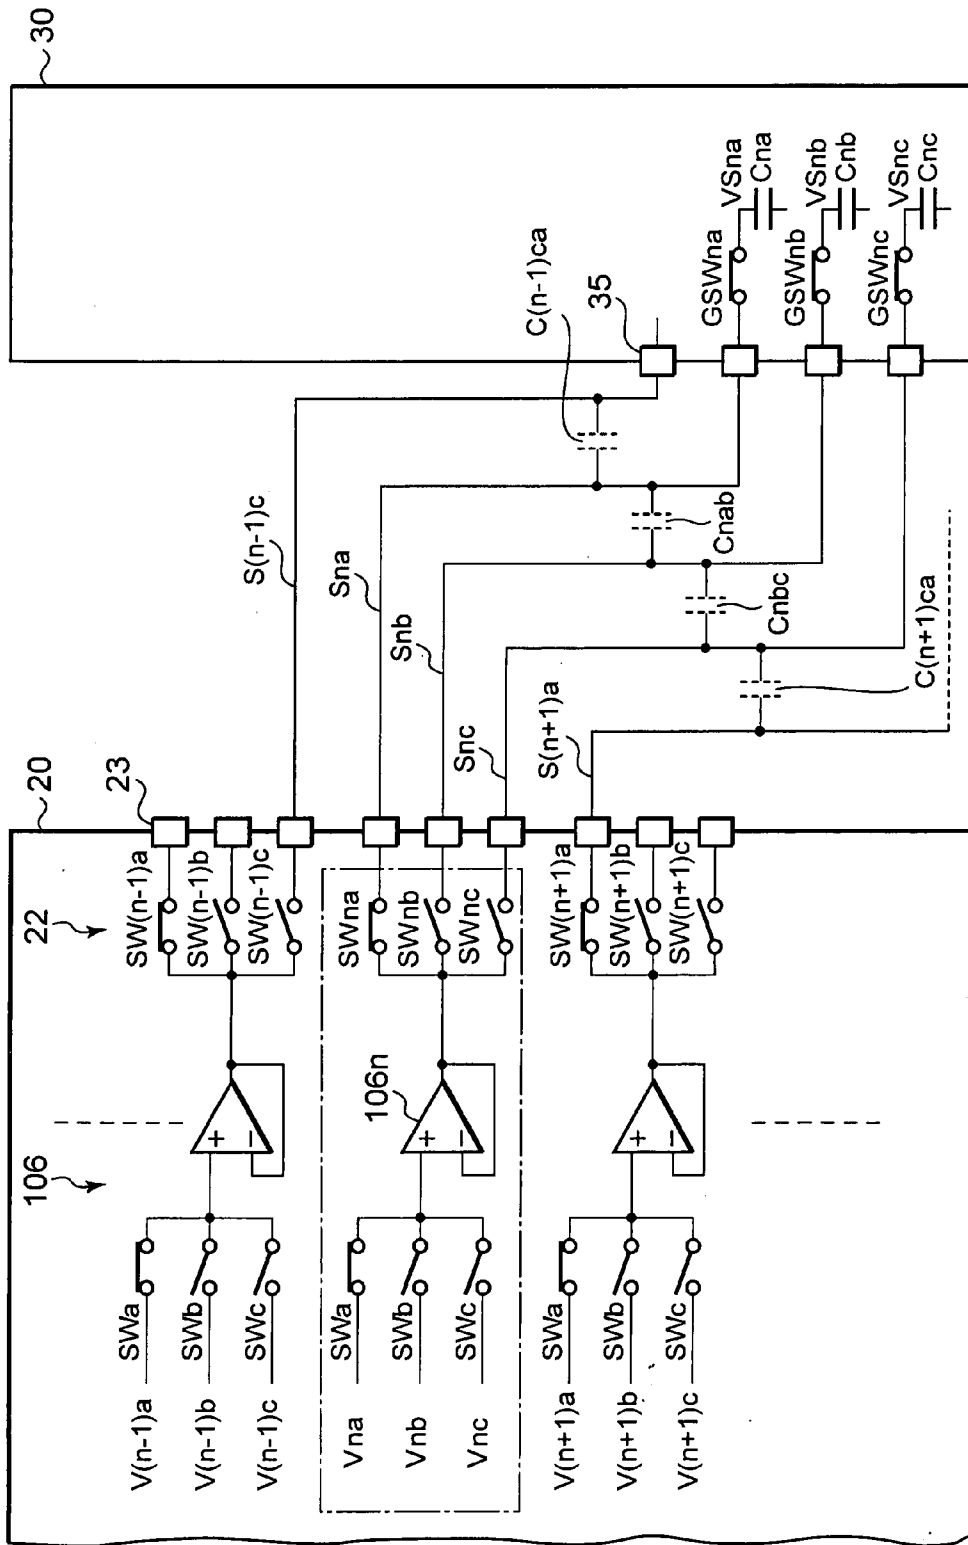 30
VSna
Cna
GSWna
VSnb
Cnb
GSWnb
VSnc
Cnc
GSWnc
35
C(n-1)ca
S(n-1)c
Sna
Cnab
Snb
Cnbc
Snc
C(n+1)ca
S(n+1)a
20
23
22
SW(n-1)a
SW(n-1)b
SW(n-1)c
SWna
SWnb
SWnc
SW(n+1)a
SW(n+1)b
SW(n+1)c
106
106n
+
−
+
−
+
−
SWa
SWb
SWc
SWa
SWb
SWc
SWa
SWb
SWc
V(n-1)a
V(n-1)b
V(n-1)c
Vna
Vnb
Vnc
V(n+1)a
V(n+1)b
V(n+1)c